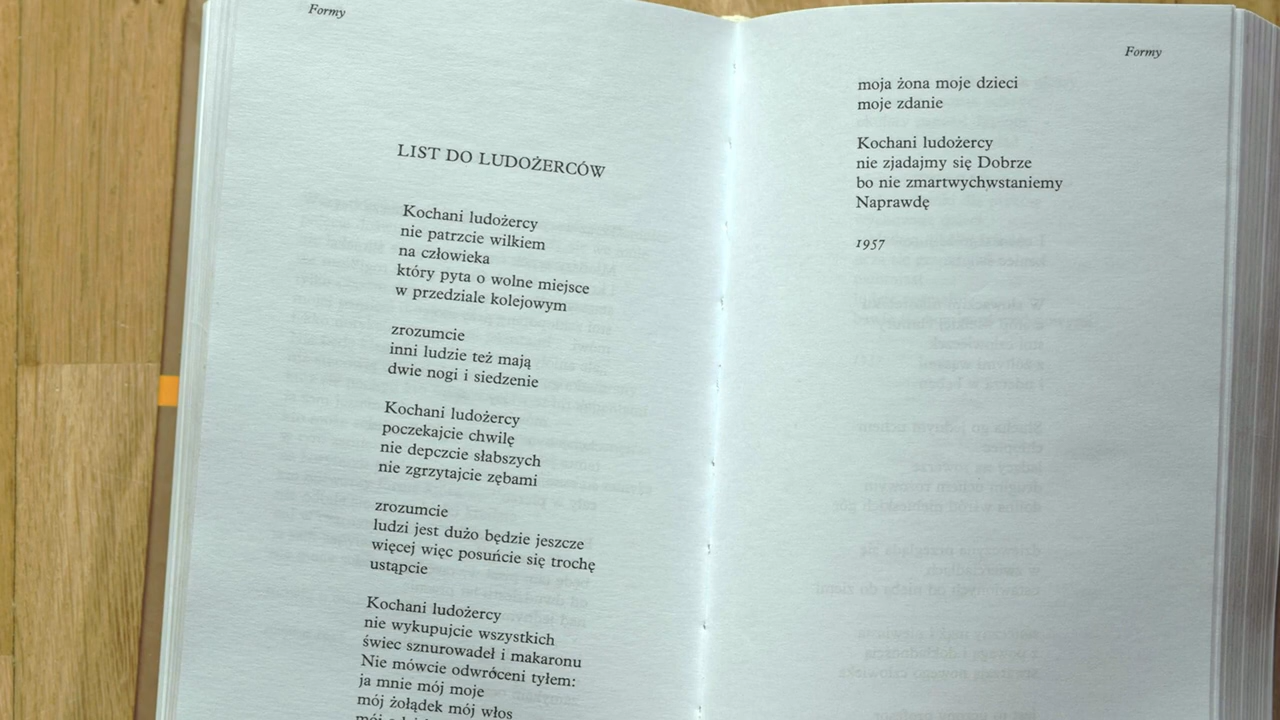 Formy
LIST DO LUDOŻERCÓW
Kochani ludożercy
nie patrzcie wilkiem
na człowieka
który pyta o wolne miejsce
w przedziale kolejowym
zrozumcie
inni ludzie też mają
dwie nogi i siedzenie
Kochani ludożercy
poczekajcie chwilę
nie depczcie słabszych
nie zgrzytajcie zębami
zrozumcie
ludzi jest dużo będzie jeszcze
więcej więc posuńcie się trochę
ustąpcie
Kochani ludożercy
nie wykupujcie wszystkich
świec sznurowadeł i makaronu
Nie mówcie odwróceni tyłem:
ja mnie mój moje
mój żołądek mój włos
Formy
moja żona moje dzieci
moje zdanie
Kochani ludożercy
nie zjadajmy się Dobrze
bo nie zmartwychwstaniemy
Naprawdę
1957